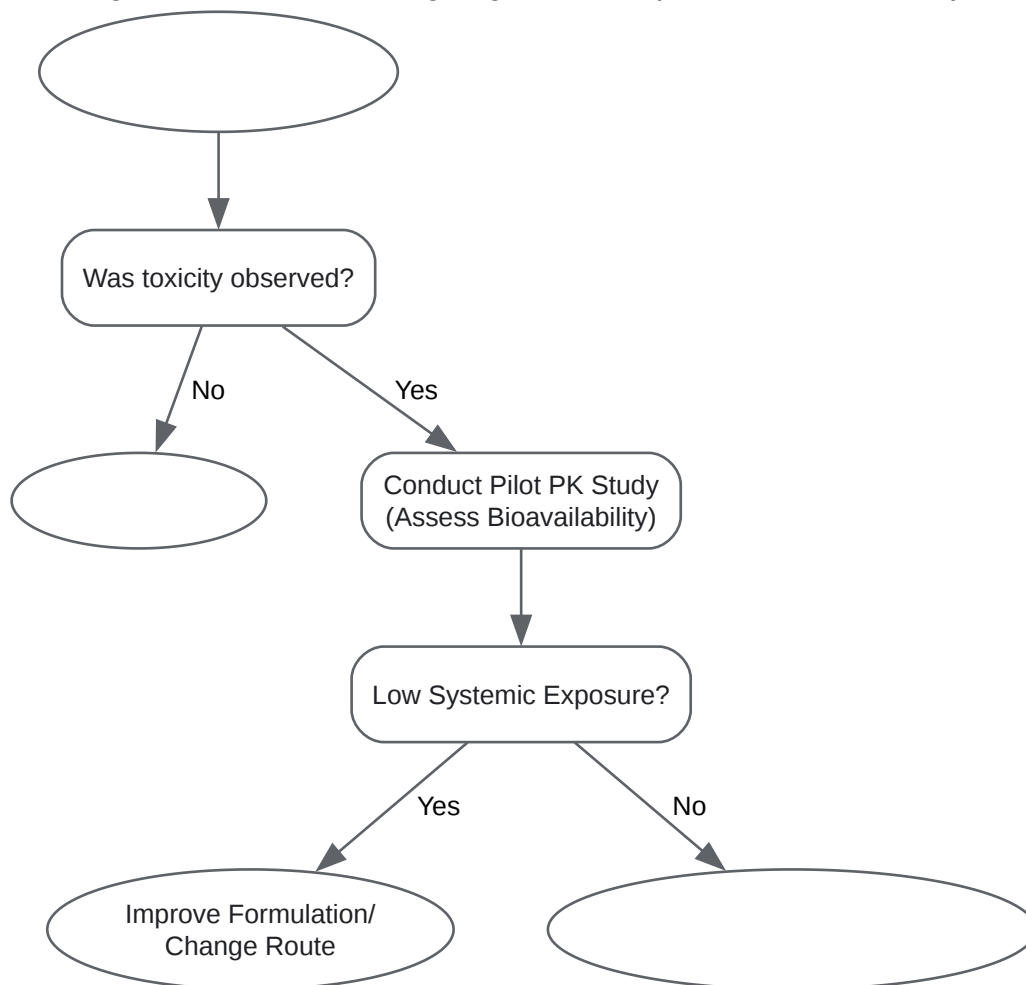 Was toxicity observed?
No
Yes
Conduct Pilot PK Study
(Assess Bioavailability)
Low Systemic Exposure?
Yes
No
Improve Formulation/
Change Route